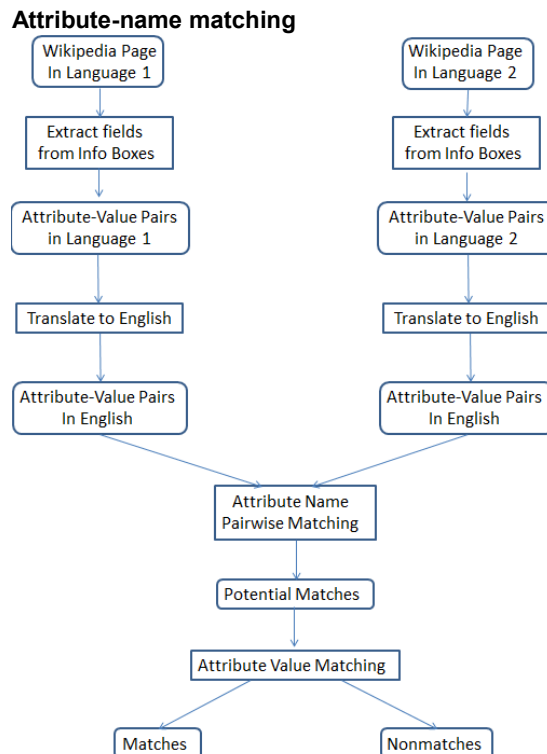 Attribute-name matching
Wikipedia Page
In Language 1
Wikipedia Page
In Language 2
Extract fields
from Info Boxes
Extract fields
from Info Boxes
Attribute-Value Pairs
in Language 1
Attribute-Value Pairs
in Language 2
Translate to English
Translate to English
Attribute-Value Pairs
In English
Attribute-Value Pairs
In English
Attribute Name
Pairwise Matching
Potential Matches
Attribute Value Matching
Matches
Nonmatches